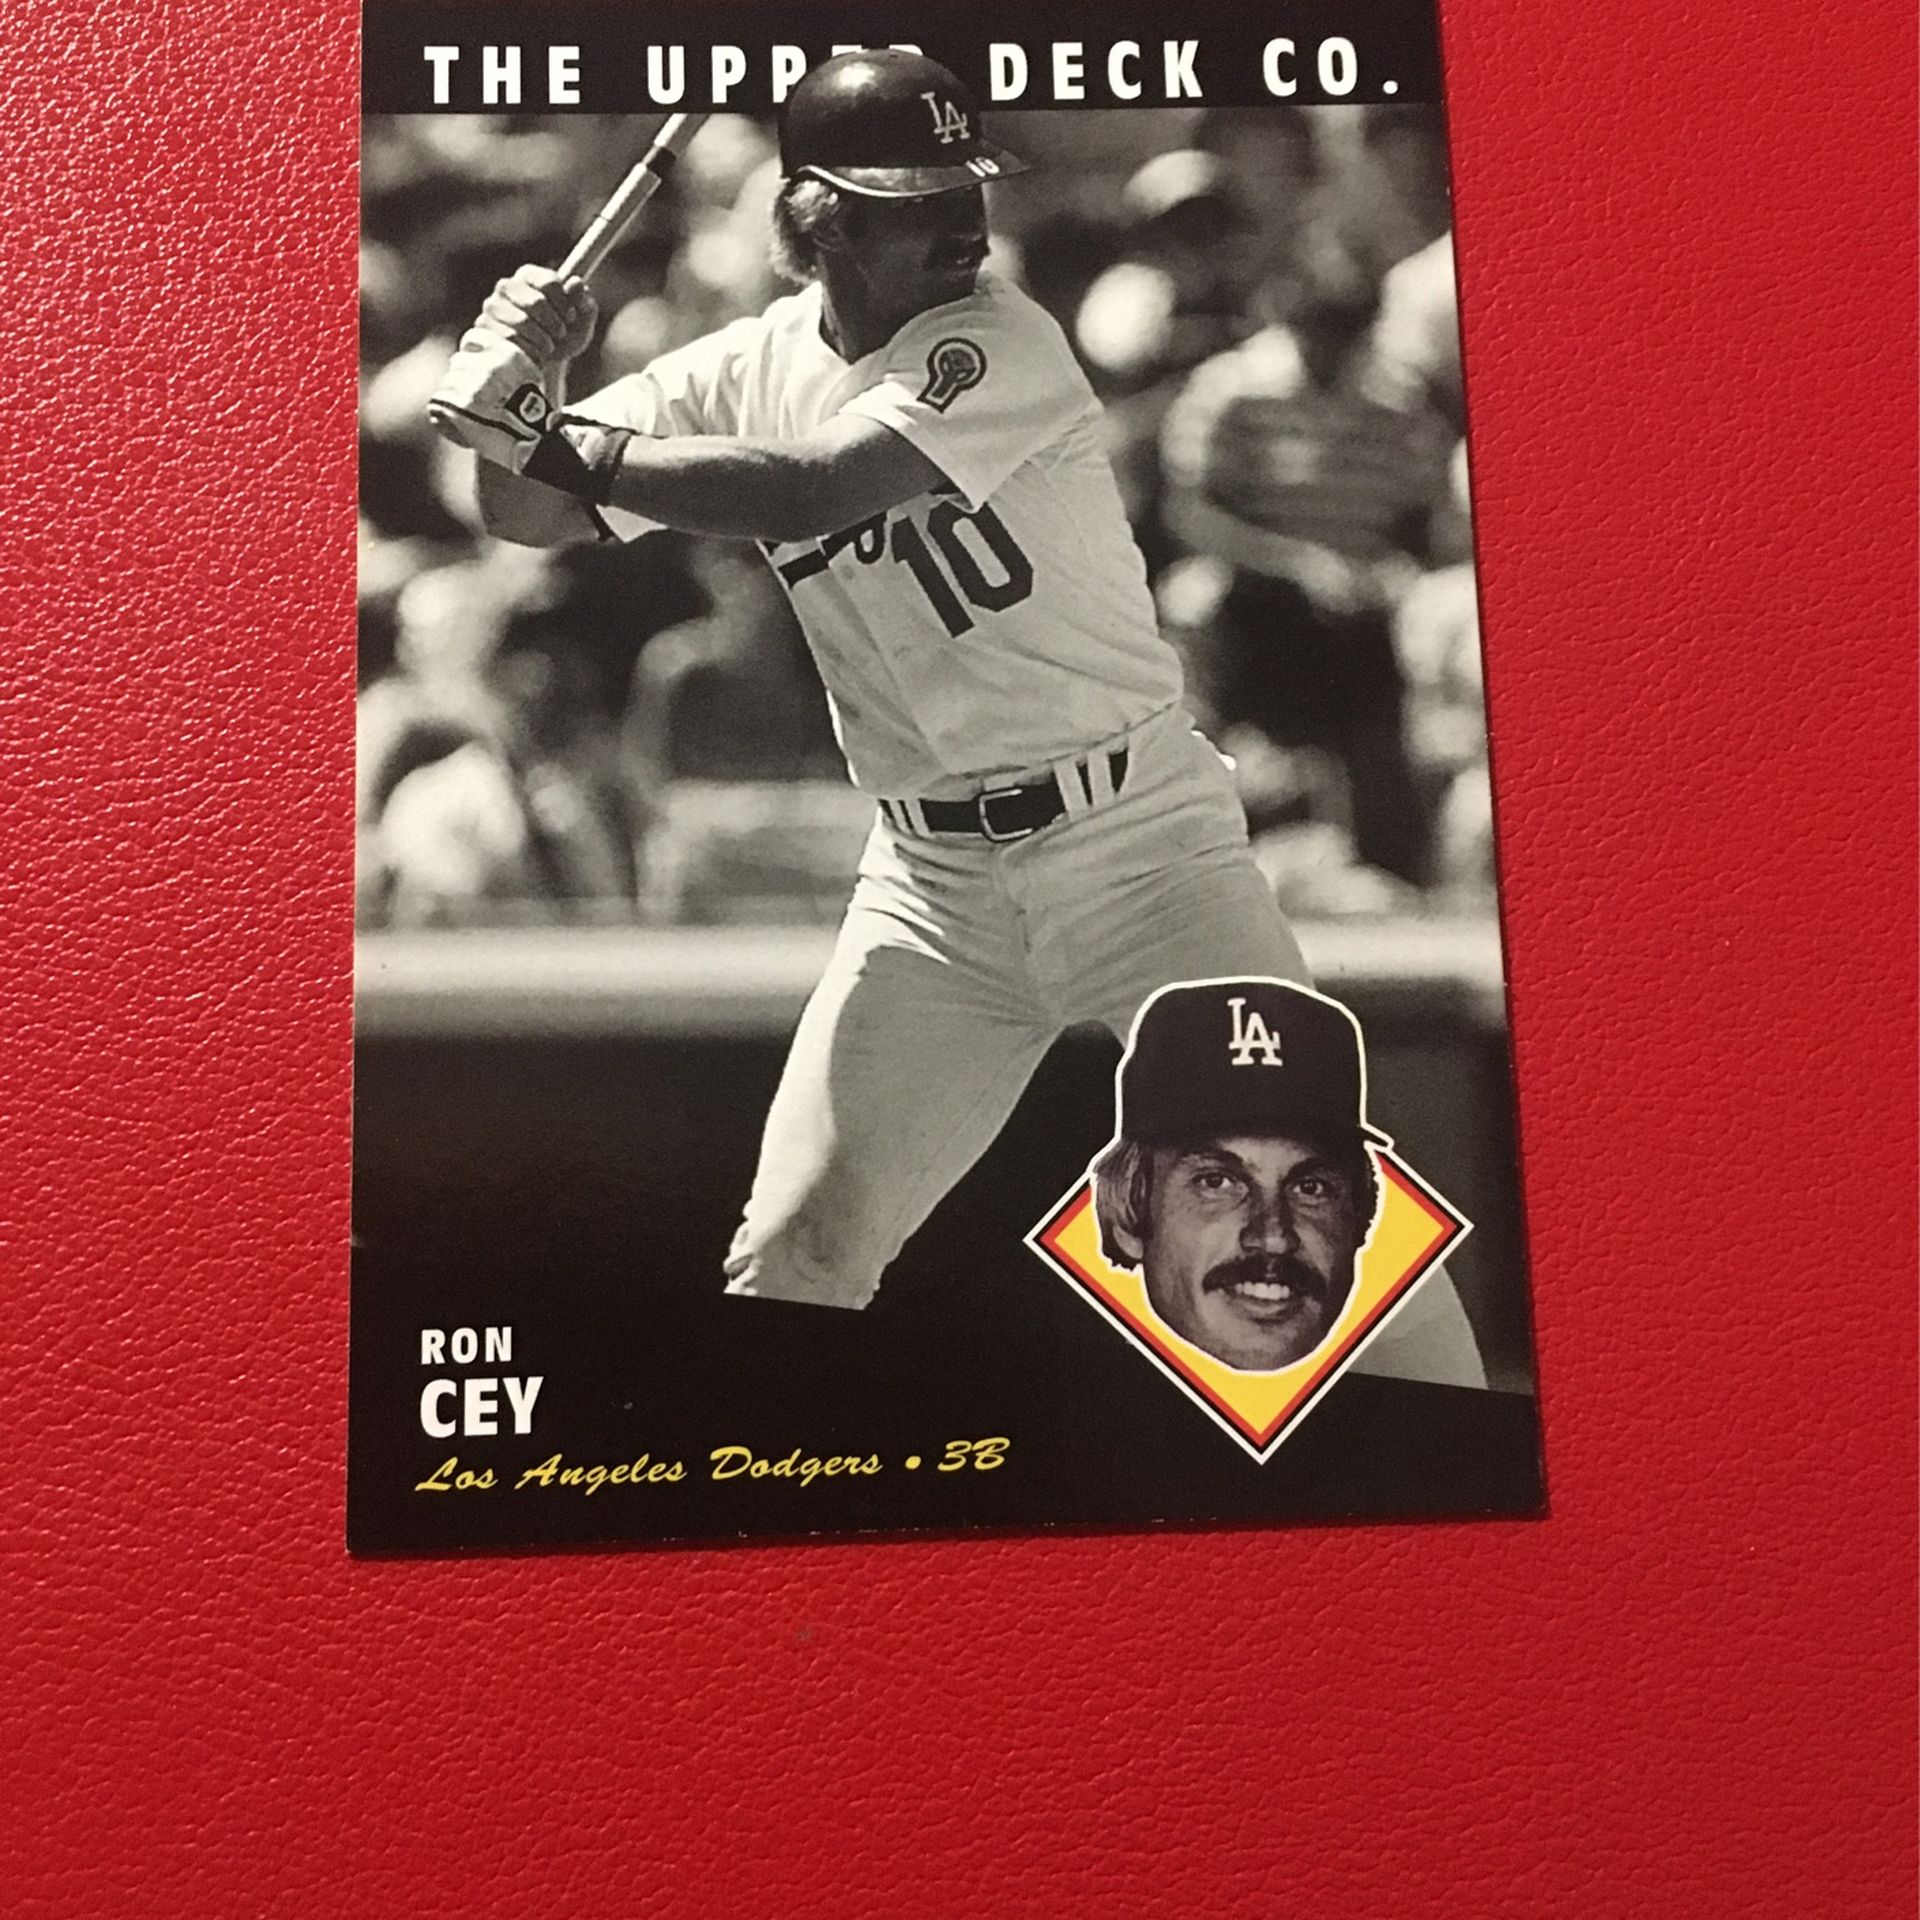 THE UPPER DECK CO.
LA
10
10
LA
RON
CEY
Los Angeles Dodgers • 3B